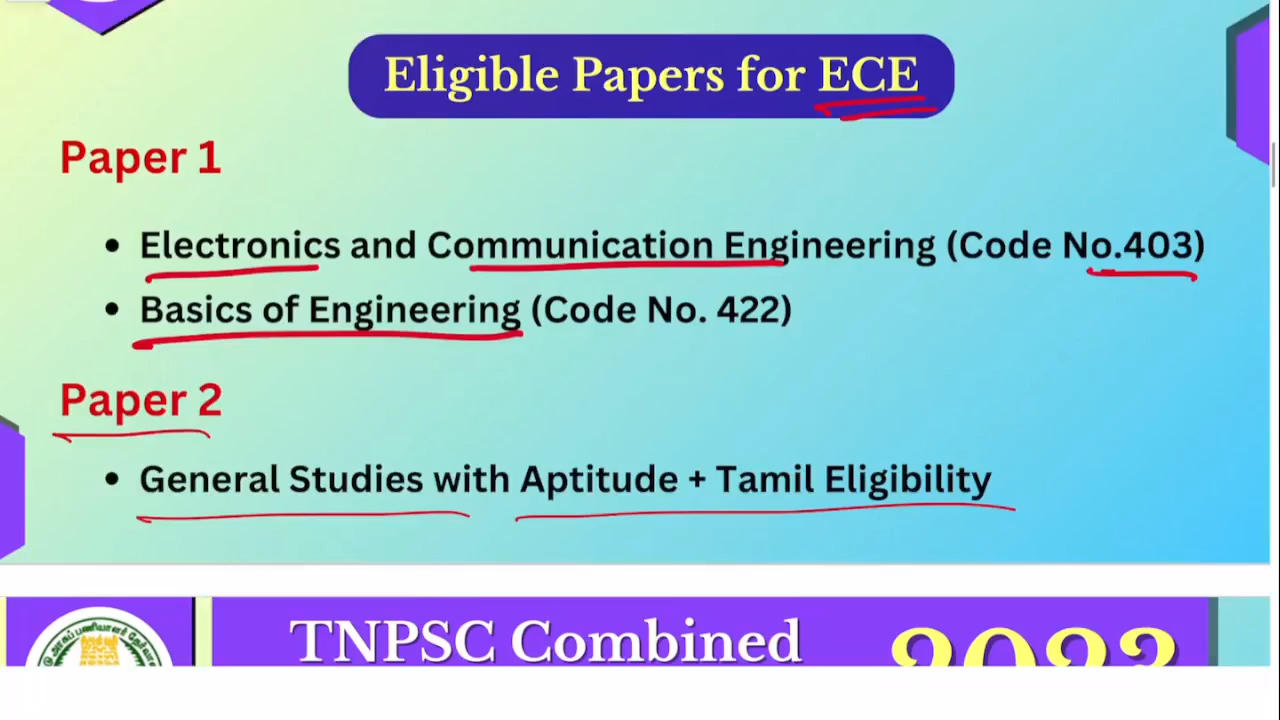 Eligible Papers for ECE
Paper 1
• Electronics and Communication Engineering (Code No.403)
• Basics of Engineering (Code No. 422)
Paper 2
• General Studies with Aptitude + Tamil Eligibility
TNPSC Combined